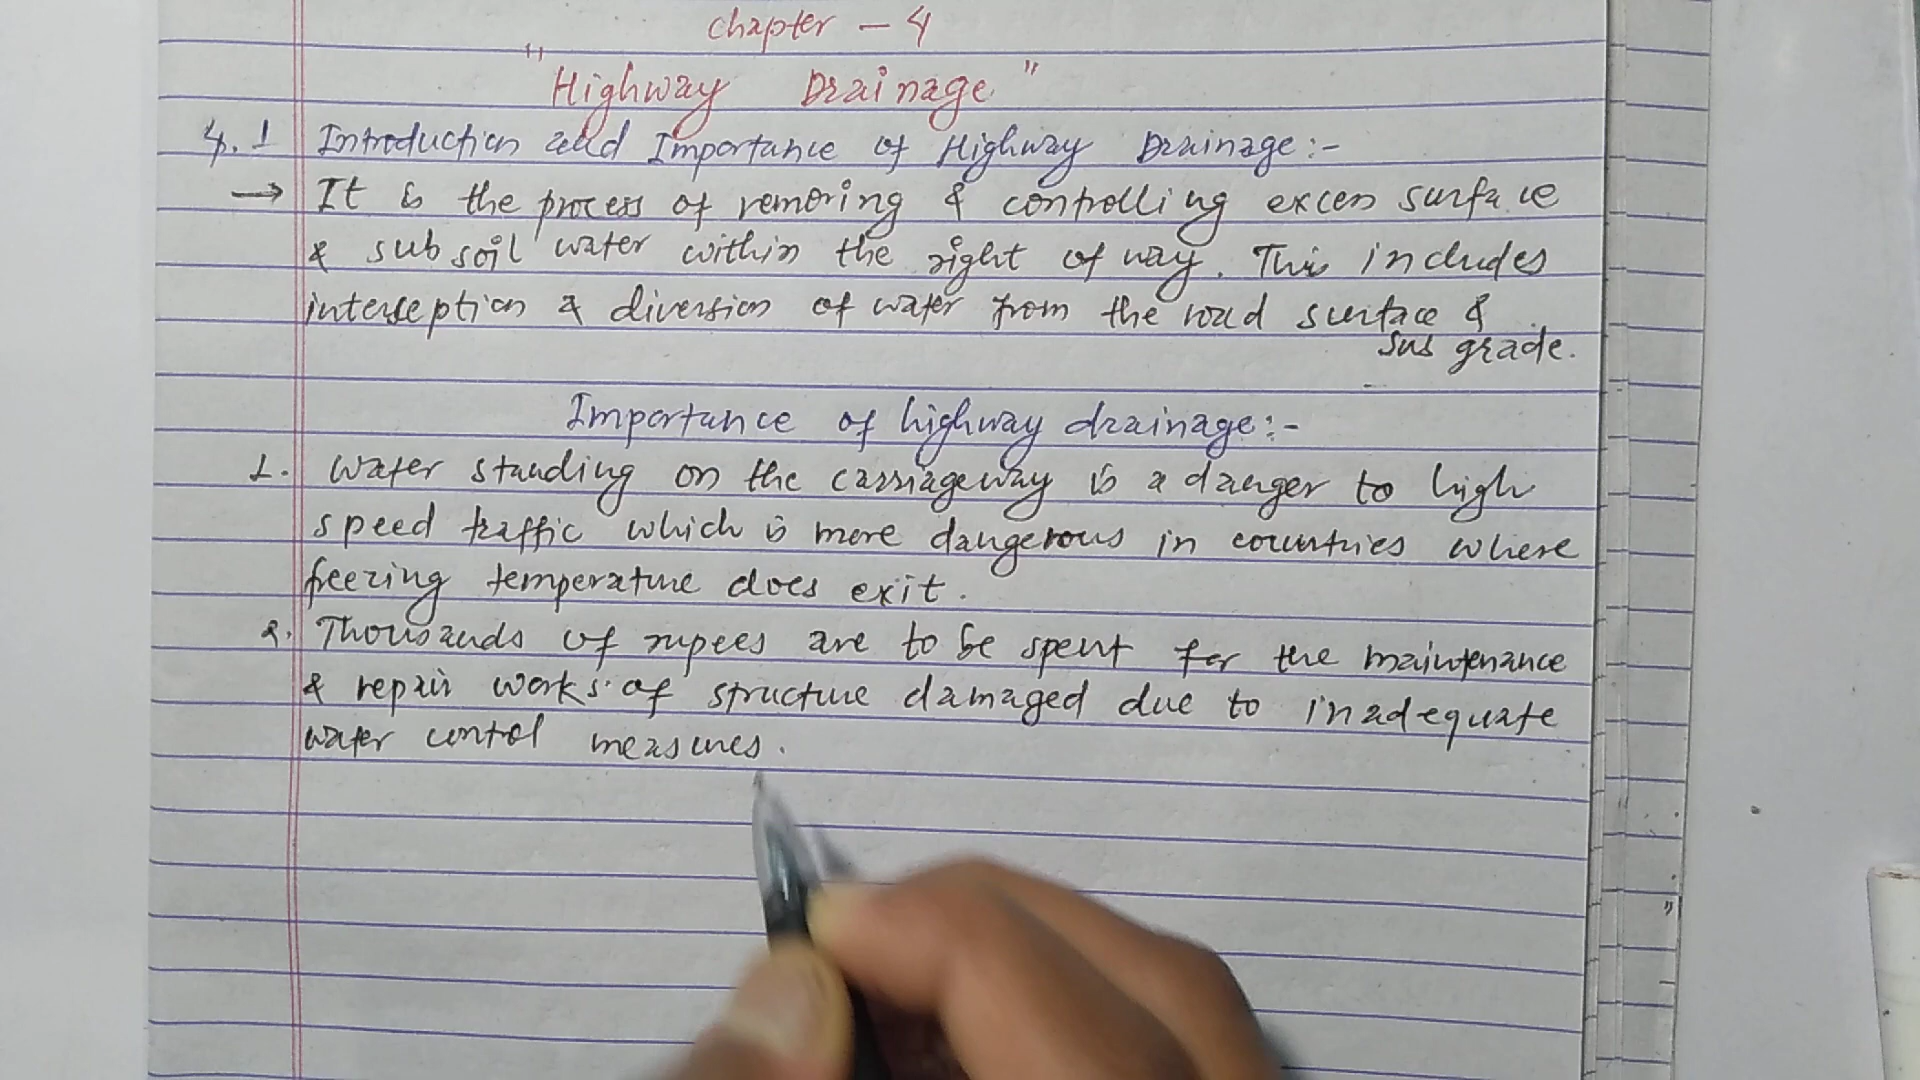 chapter - 4
"Highway Drainage"
4.1 Introduction and Importance of Highway Drainage:-
→ It is the process of removing & controlling excess surface
& sub soil water within the right of way. This includes
interseption & diversion of water from the road surface &
sus grade.
Importance of highway drainage:-
1. Water standing on the carriageway is a danger to high
speed traffic which is more dangerous in countries where
freezing temperature does exit.
2. Thousands of rupees are to be spent for the maintenance
& repair works of structure damaged due to inadequate
water control measures.